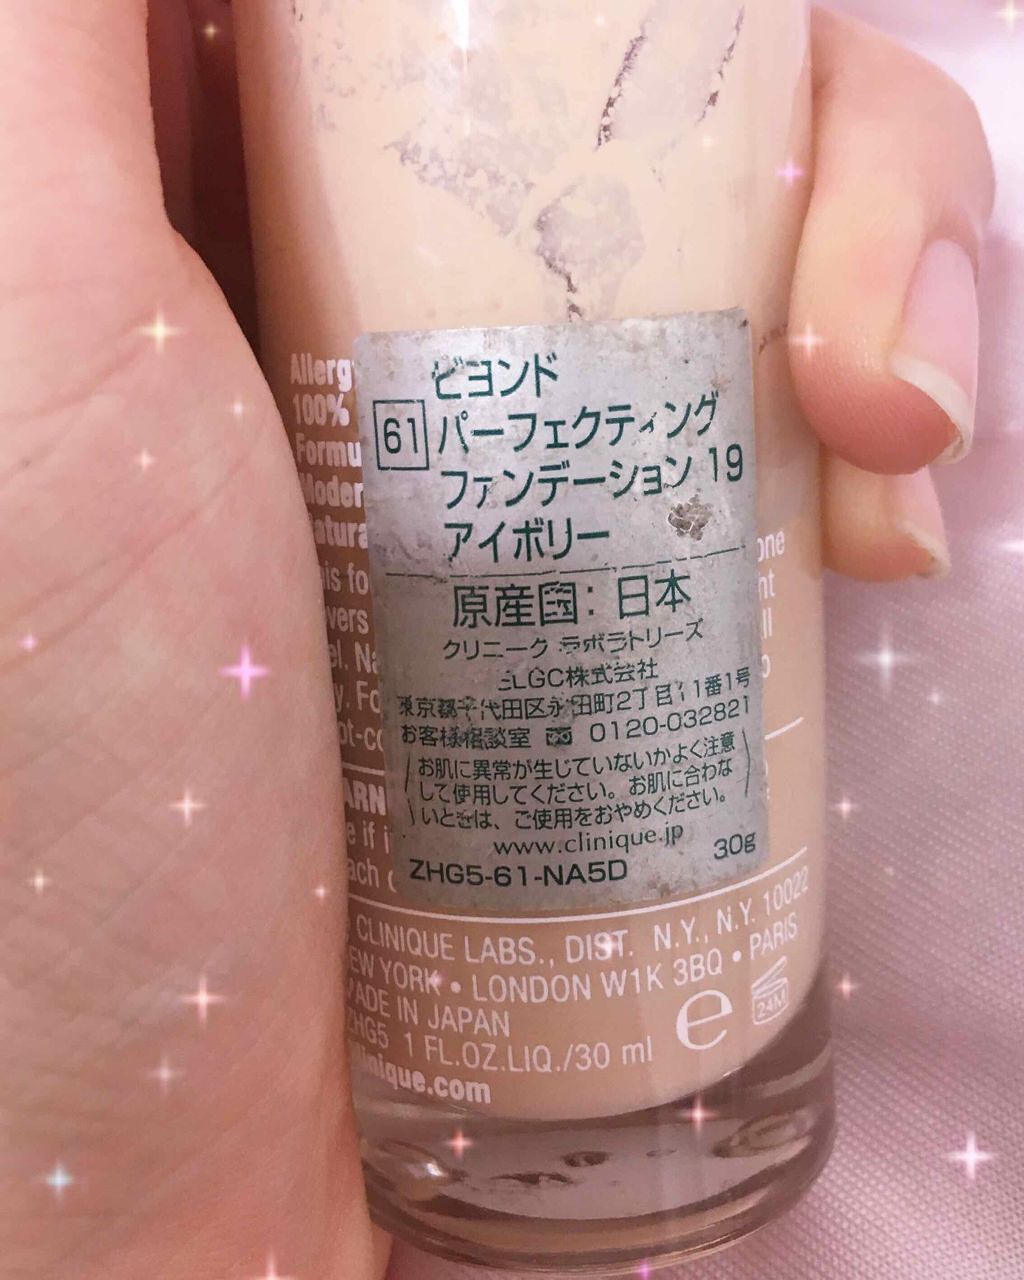 Allerg
100%
Formu
ビヨンド
61 パーフェクティング
ファンデーション 19
アイボリー
原産国：日本
クリニーク ラボラトリーズ
ELGC株式会社
東京都千代田区永田町2丁目11番1号
お客様相談室 0120-032821
お肌に異常が生じていないかよく注意
して使用してください。お肌に合わな
いときは、ご使用をおやめください。
www.clinique.jp
30g
ZHG5-61-NA5D
CLINIQUE LABS., DIST. N.Y., N.Y. 10022
EW YORK • LONDON W1K 3BQ • PARIS
MADE IN JAPAN
ZHG5 1 FL.OZ.LIQ./30 ml
clinique.com
e
24M